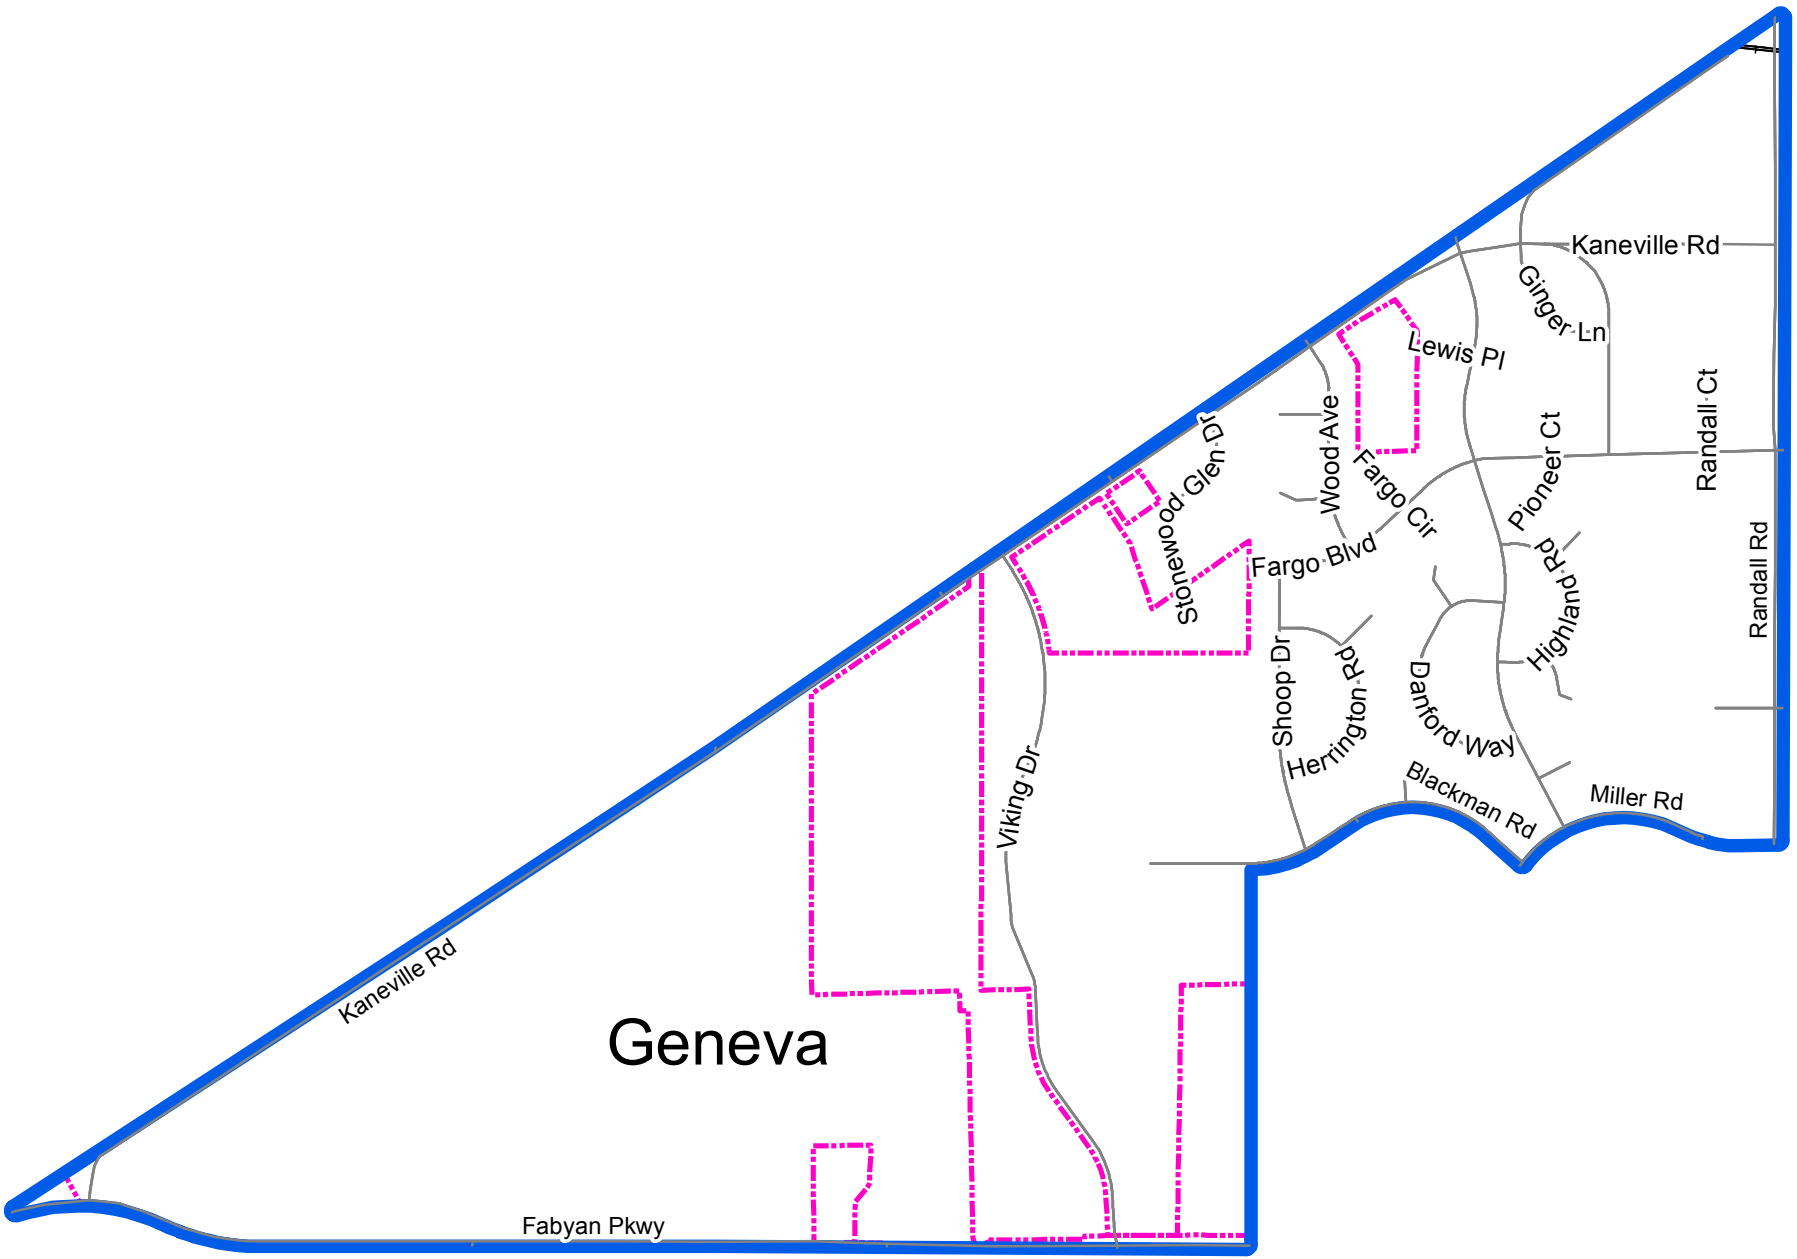 Kaneville Rd
Ginger Ln
Lewis Pl
Randall Ct
Wood Ave
Pioneer Ct
Stonewood Glen Dr
Fargo Cir
Fargo Blvd
Highland Rd
Randall Rd
Shoop Dr
Herrington Rd
Danford Way
Viking Dr
Blackman Rd
Miller Rd
Kaneville Rd
Geneva
Fabyan Pkwy